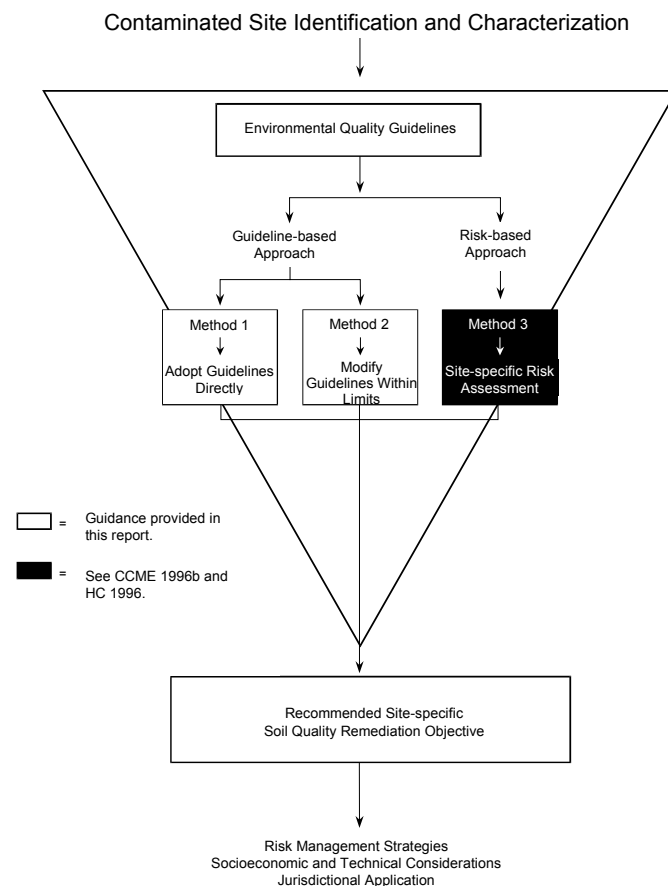 Contaminated Site Identification and Characterization
Environmental Quality Guidelines
Guideline-based
Approach
Risk-based
Approach
Method 1
Adopt Guidelines
Directly
Method 2
Modify
Guidelines Within
Limits
Method 3
Site-specific Risk
Assessment
= Guidance provided in
this report.
= See CCME 1996b and
HC 1996.
Recommended Site-specific
Soil Quality Remediation Objective
Risk Management Strategies
Socioeconomic and Technical Considerations
Jurisdictional Application